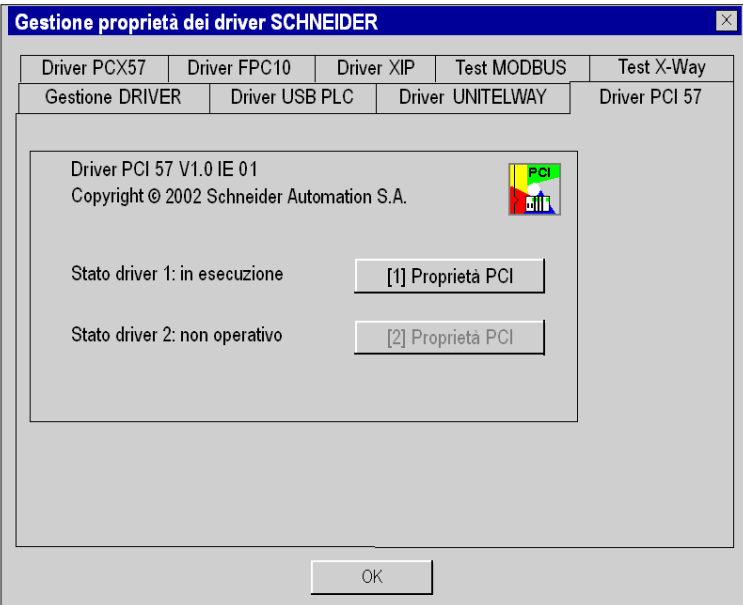 Gestione proprietà dei driver SCHNEIDER
Driver PCX57 Driver FPC10 Driver XIP Test MODBUS Test X-Way
Gestione DRIVER Driver USB PLC Driver UNITELWAY Driver PCI 57
Driver PCI 57 V1.0 IE 01
PCI
Copyright © 2002 Schneider Automation S.A.
Stato driver 1: in esecuzione [1] Proprietà PCI
Stato driver 2: non operativo [2] Proprietà PCI
OK